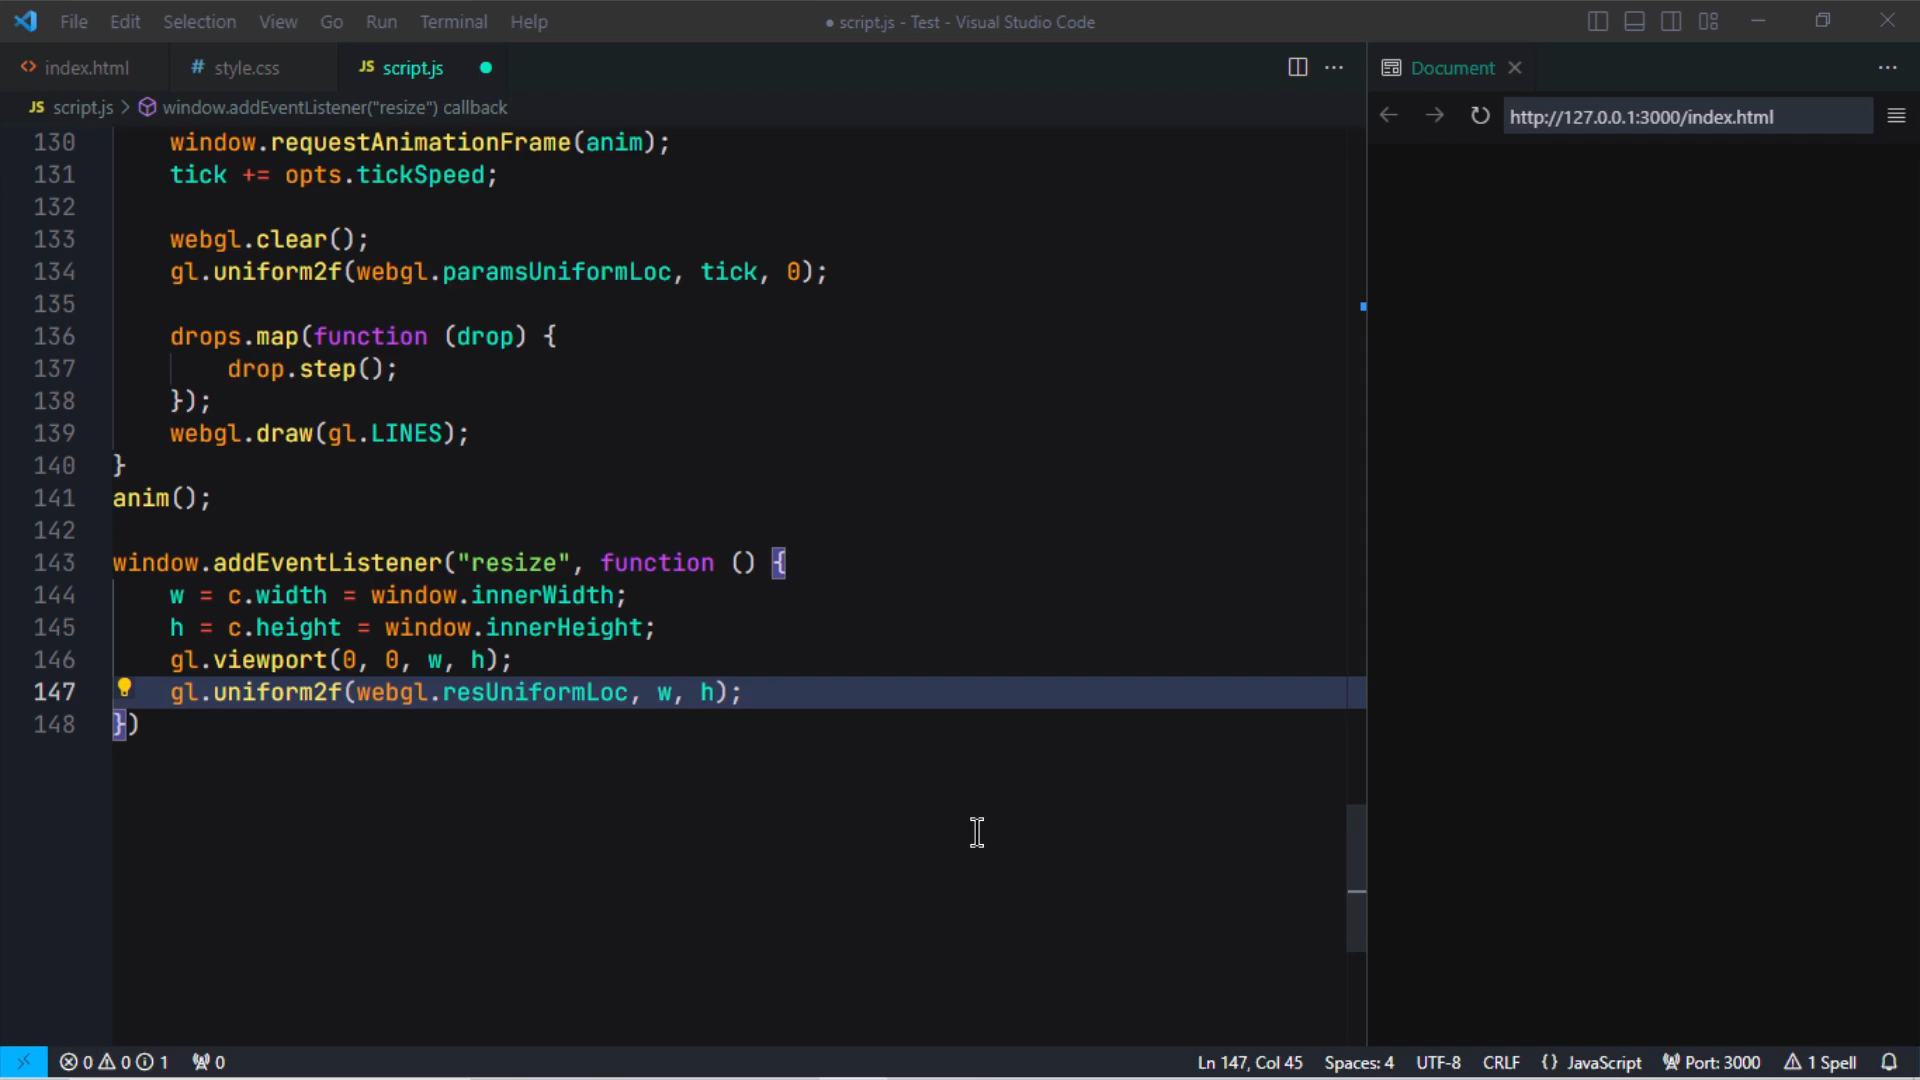 File Edit Selection View Go Run Terminal Help
● script.js - Test - Visual Studio Code
<> index.html
# style.css
JS script.js ●
Document
JS script.js > window.addEventListener("resize") callback
http://127.0.0.1:3000/index.html
130 window.requestAnimationFrame(anim);
131 tick += opts.tickSpeed;
132
133 webgl.clear();
134 gl.uniform2f(webgl.paramsUniformLoc, tick, 0);
135
136 drops.map(function (drop) {
137 drop.step();
138 });
139 webgl.draw(gl.LINES);
140 }
141 anim();
142
143 window.addEventListener("resize", function () {
144 w = c.width = window.innerWidth;
145 h = c.height = window.innerHeight;
146 gl.viewport(0, 0, w, h);
147 gl.uniform2f(webgl.resUniformLoc, w, h);
148 })
0 0 1 0
Ln 147, Col 45 Spaces: 4 UTF-8 CRLF {} JavaScript Port: 3000 1 Spell